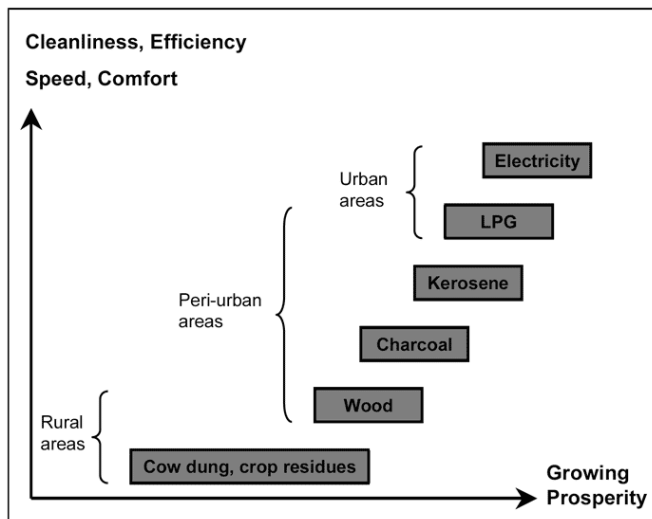 Cleanliness, Efficiency
Speed, Comfort
Electricity
Urban
areas
LPG
Kerosene
Peri-urban
areas
Charcoal
Wood
Rural
areas
Cow dung, crop residues
Growing
Prosperity